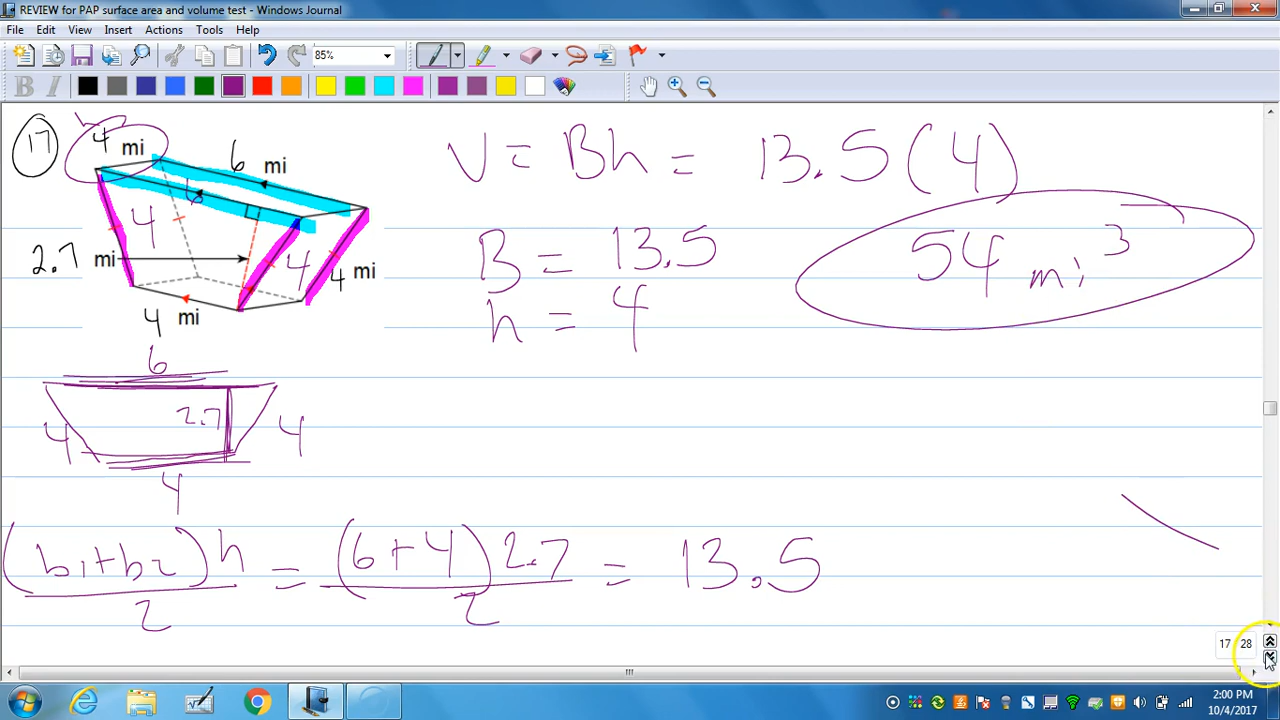 REVIEW for PAP surface area and volume test - Windows Journal
File Edit View Insert Actions Tools Help
85%
B I
17
4 mi
6 mi
6
4
2.7 mi
4
4 mi
4 mi
V = Bh = 13.5(4)
B = 13.5
h = 4
54 mi³
6
2.7
4
4
4
(b1+b2)h / 2 = (6+4)2.7 / 2 = 13.5
17 28
2:00 PM
10/4/2017